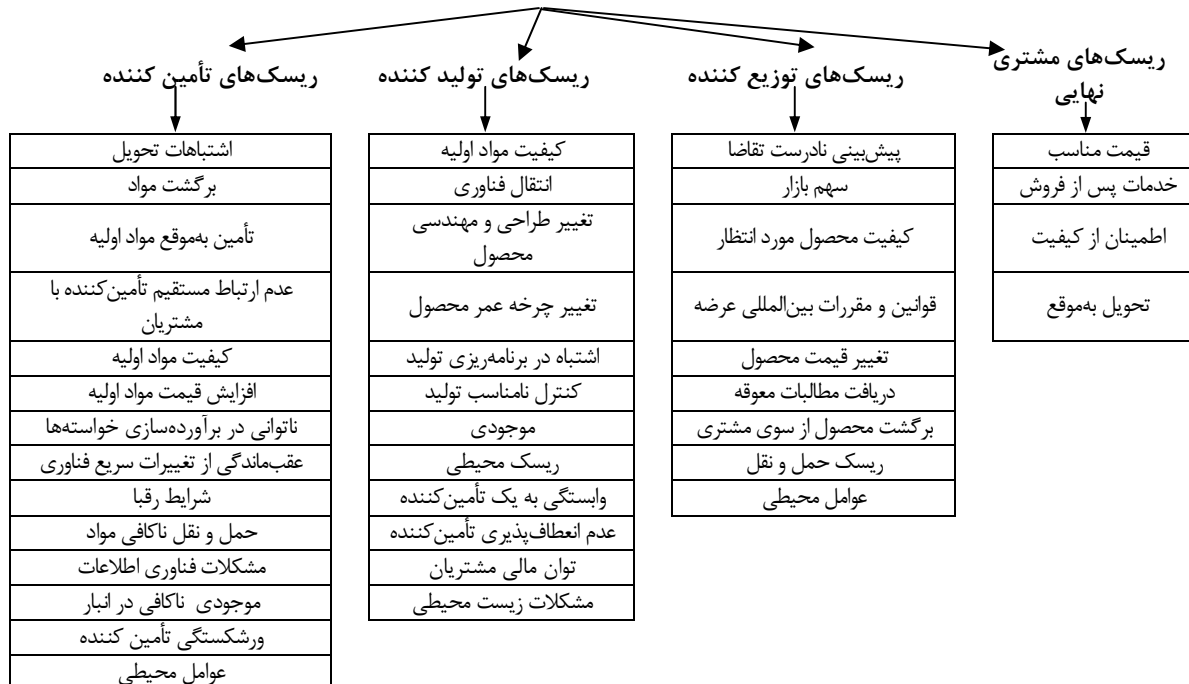 ریسک‌های مشتری
نهایی
قیمت مناسب
خدمات پس از فروش
اطمینان از کیفیت
تحویل به‌موقع
ریسک‌های توزیع کننده
پیش‌بینی نادرست تقاضا
سهم بازار
کیفیت محصول مورد انتظار
قوانین و مقررات بین‌المللی عرضه
تغییر قیمت محصول
دریافت مطالبات معوقه
برگشت محصول از سوی مشتری
ریسک حمل و نقل
عوامل محیطی
ریسک‌های تولید کننده
کیفیت مواد اولیه
انتقال فناوری
تغییر طراحی و مهندسی
محصول
تغییر چرخه عمر محصول
اشتباه در برنامه‌ریزی تولید
کنترل نامناسب تولید
موجودی
ریسک محیطی
وابستگی به یک تأمین‌کننده
عدم انعطاف‌پذیری تأمین‌کننده
توان مالی مشتریان
مشکلات زیست محیطی
ریسک‌های تأمین کننده
اشتباهات تحویل
برگشت مواد
تأمین به‌موقع مواد اولیه
عدم ارتباط مستقیم تأمین‌کننده با
مشتریان
کیفیت مواد اولیه
افزایش قیمت مواد اولیه
ناتوانی در برآورده‌سازی خواسته‌ها
عقب‌ماندگی از تغییرات سریع فناوری
شرایط رقبا
حمل و نقل ناکافی مواد
مشکلات فناوری اطلاعات
موجودی ناکافی در انبار
ورشکستگی تأمین کننده
عوامل محیطی